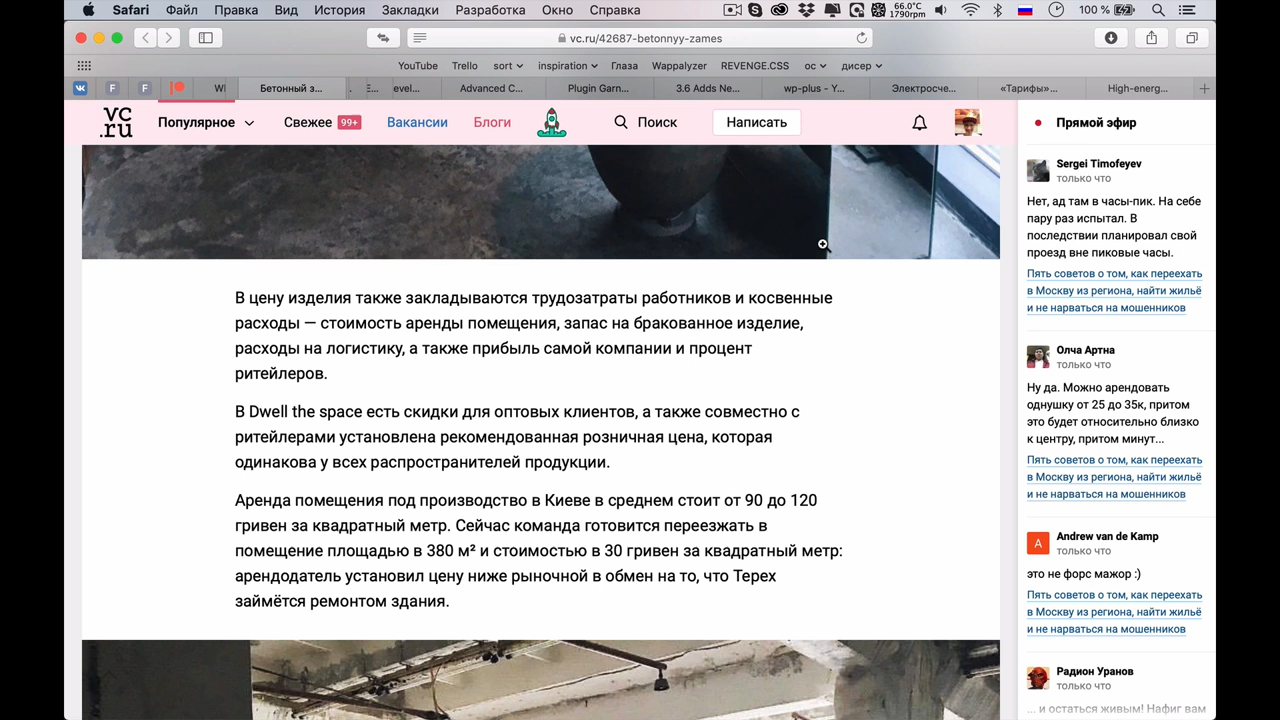 Safari Файл Правка Вид История Закладки Разработка Окно Справка 66.0°C 1790rpm 100 %
vc.ru/42687-betonnyy-zames
YouTube Trello sort inspiration Глаза Wappalyzer REVENGE.CSS ос дисер
Бетонный з... Advanced C... Plugin Garn... 3.6 Adds Ne... wp-plus - Y... Электросче... «Тарифы»... High-energ...
vc.ru Популярное Свежее 99+ Вакансии Блоги Поиск Написать
В цену изделия также закладываются трудозатраты работников и косвенные
расходы — стоимость аренды помещения, запас на бракованное изделие,
расходы на логистику, а также прибыль самой компании и процент
ритейлеров.
В Dwell the space есть скидки для оптовых клиентов, а также совместно с
ритейлерами установлена рекомендованная розничная цена, которая
одинакова у всех распространителей продукции.
Аренда помещения под производство в Киеве в среднем стоит от 90 до 120
гривен за квадратный метр. Сейчас команда готовится переезжать в
помещение площадью в 380 м² и стоимостью в 30 гривен за квадратный метр:
арендодатель установил цену ниже рыночной в обмен на то, что Терех
займётся ремонтом здания.
Прямой эфир
Sergei Timofeyev
только что
Нет, ад там в часы-пик. На себе
пару раз испытал. В
последствии планировал свой
проезд вне пиковые часы.
Пять советов о том, как переехать
в Москву из региона, найти жильё
и не нарваться на мошенников
Олча Артна
только что
Ну да. Можно арендовать
однушку от 25 до 35к, притом
это будет относительно близко
к центру, притом минут...
Пять советов о том, как переехать
в Москву из региона, найти жильё
и не нарваться на мошенников
A
Andrew van de Kamp
только что
это не форс мажор :)
Пять советов о том, как переехать
в Москву из региона, найти жильё
и не нарваться на мошенников
Радион Уранов
только что
... и остаться живым! Нафиг вам